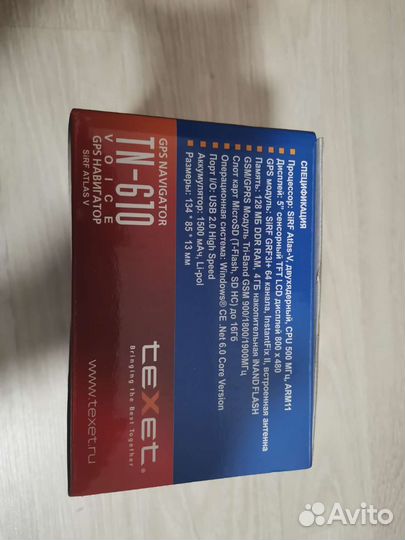 СПЕЦИФИКАЦИЯ
Процессор: SiRF Atlas-V, двухядерный, CPU 500 МГц, ARM11
Дисплей: 5" сенсорный TFT LCD дисплей 800 x 480
GPS модуль: SiRF GRF3i+ 64 канала, InstantFix II, встроенная антенна
Память: 128 МБ DDR RAM, 4 ГБ накопительная iNAND FLASH
GSM/GPRS Модуль Tri-Band GSM 900/1800/1900МГц
Слот карт: MicroSD (T-Flash, SD HC) до 16Гб
Операционная система: Windows® CE .Net 6.0 Core Version
Порт I/O: USB 2.0 High Speed
Аккумулятор: 1500 мАч, Li-pol
Размеры: 134 * 85 * 13 мм
GPS NAVIGATOR
TN-610
VOICE
GPS НАВИГАТОР
SiRF ATLAS V
teXet®
Bringing the Best Together
www.texet.ru
Avito